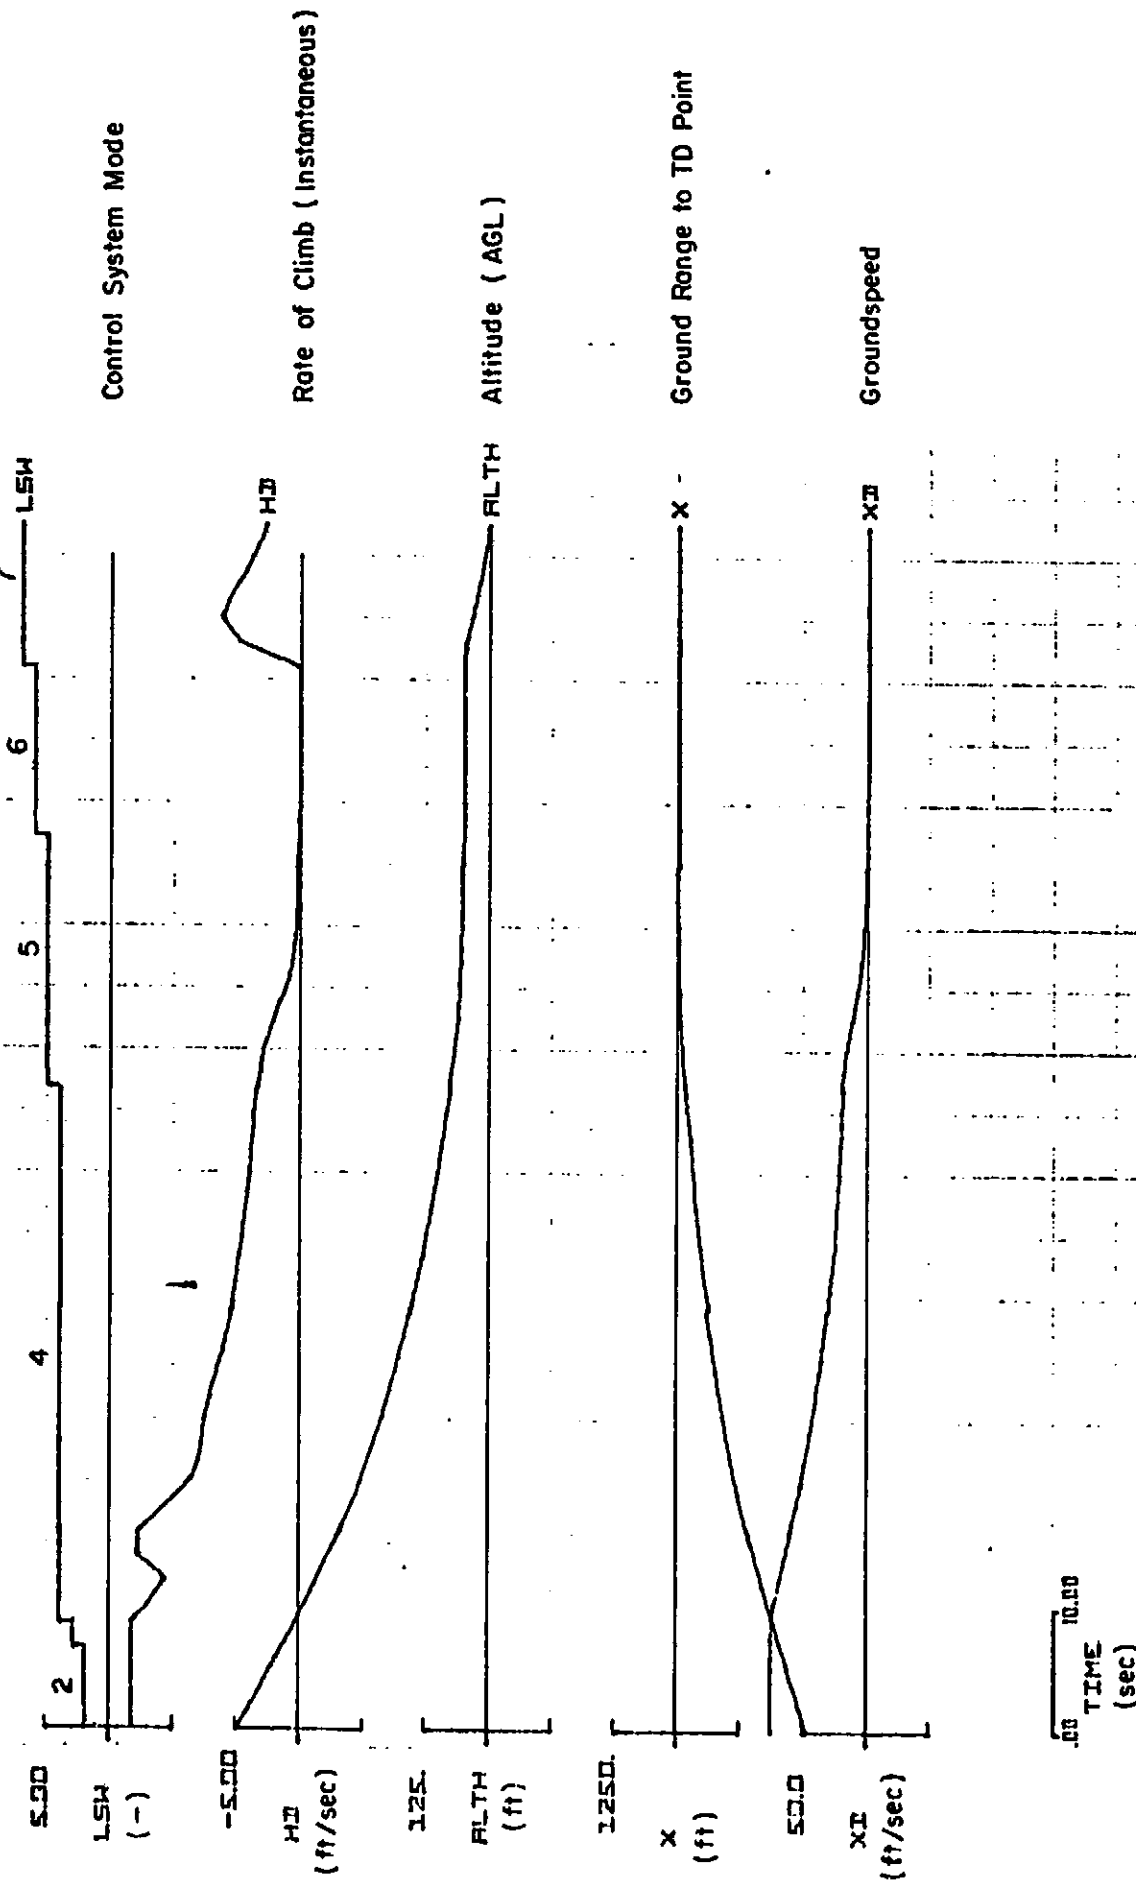 5.00
LSW
(-)
2
4
5
6
7
LSW
Control System Mode
-5.00
HD
(ft/sec)
HD
Rate of Climb (Instantaneous)
125.
ALTH
(ft)
ALTH
Altitude (AGL)
1250.
X
(ft)
X
Ground Range to TD Point
50.0
XD
(ft/sec)
XD
Groundspeed
.00
10.00
TIME
(sec)